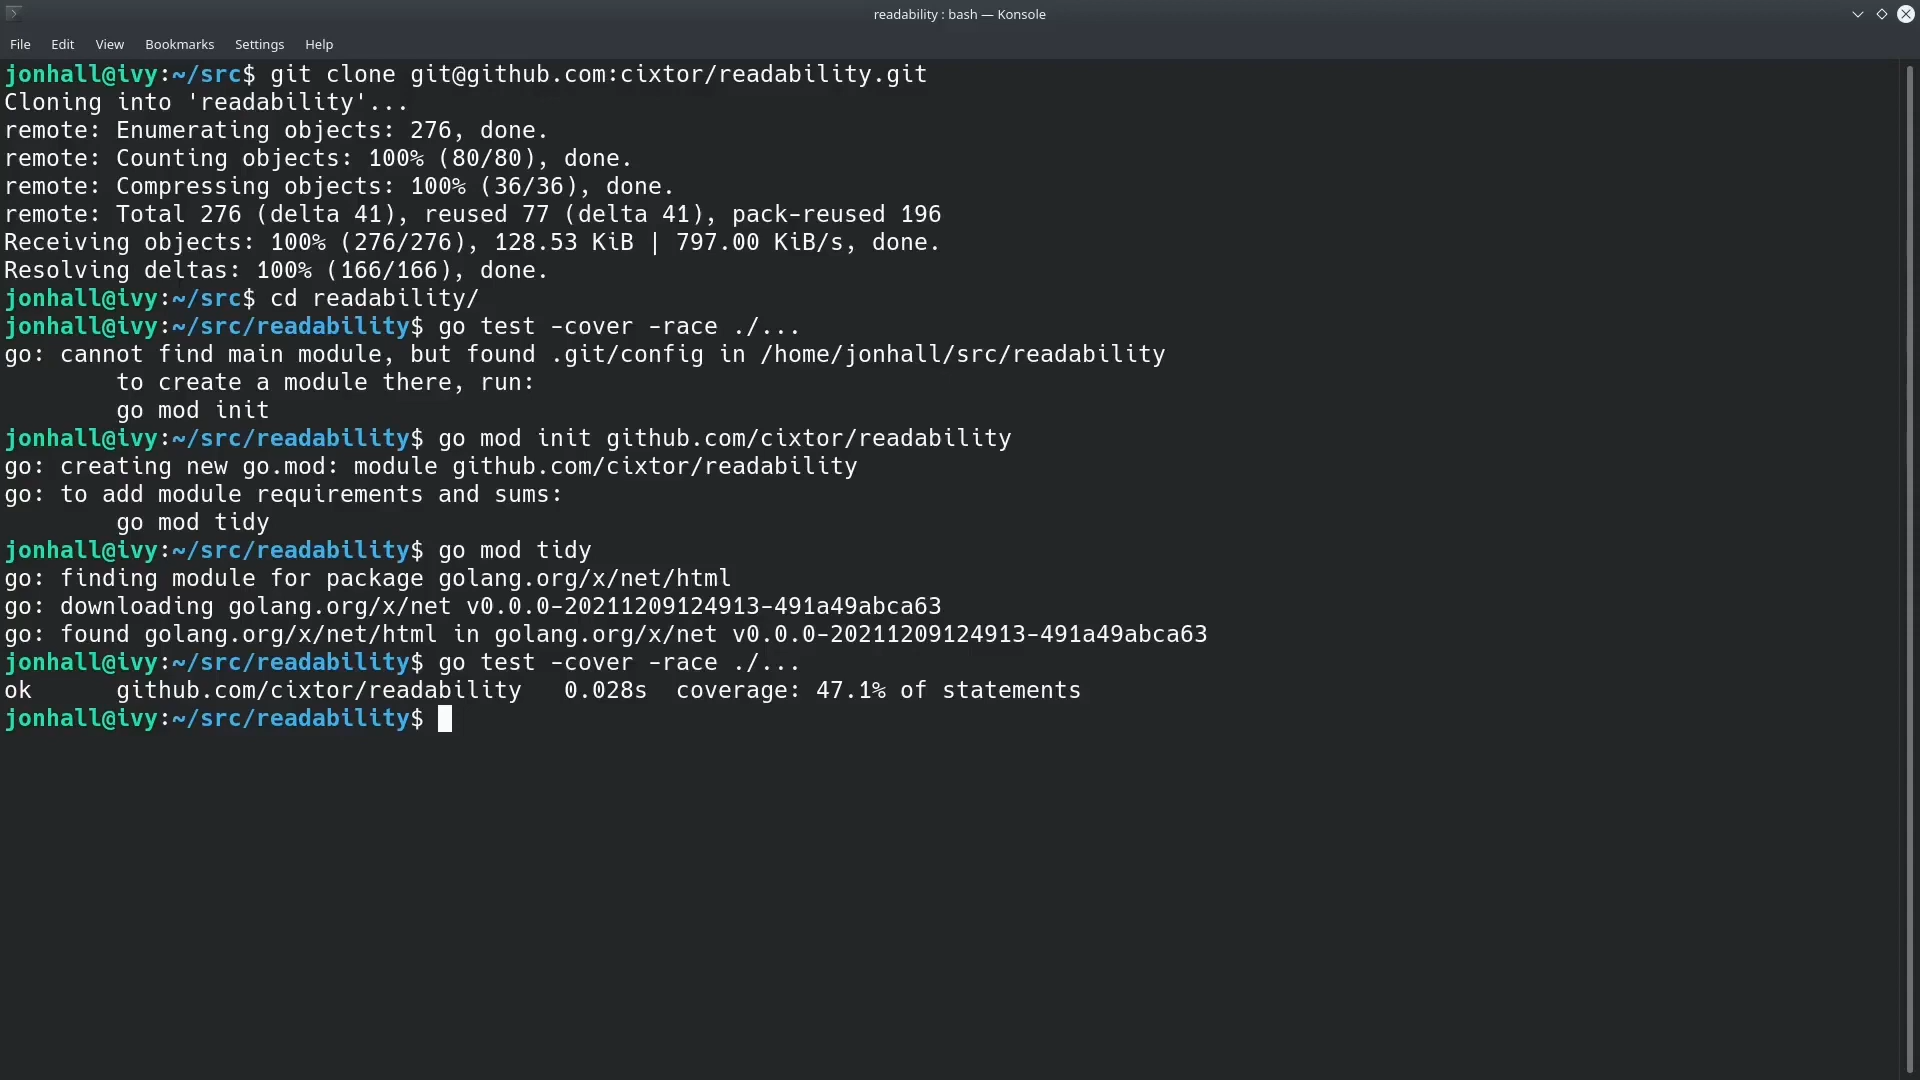 readability : bash — Konsole
File Edit View Bookmarks Settings Help
jonhall@ivy:~/src$ git clone git@github.com:cixtor/readability.git
Cloning into 'readability'...
remote: Enumerating objects: 276, done.
remote: Counting objects: 100% (80/80), done.
remote: Compressing objects: 100% (36/36), done.
remote: Total 276 (delta 41), reused 77 (delta 41), pack-reused 196
Receiving objects: 100% (276/276), 128.53 KiB | 797.00 KiB/s, done.
Resolving deltas: 100% (166/166), done.
jonhall@ivy:~/src$ cd readability/
jonhall@ivy:~/src/readability$ go test -cover -race ./...
go: cannot find main module, but found .git/config in /home/jonhall/src/readability
        to create a module there, run:
        go mod init
jonhall@ivy:~/src/readability$ go mod init github.com/cixtor/readability
go: creating new go.mod: module github.com/cixtor/readability
go: to add module requirements and sums:
        go mod tidy
jonhall@ivy:~/src/readability$ go mod tidy
go: finding module for package golang.org/x/net/html
go: downloading golang.org/x/net v0.0.0-20211209124913-491a49abca63
go: found golang.org/x/net/html in golang.org/x/net v0.0.0-20211209124913-491a49abca63
jonhall@ivy:~/src/readability$ go test -cover -race ./...
ok      github.com/cixtor/readability   0.028s  coverage: 47.1% of statements
jonhall@ivy:~/src/readability$